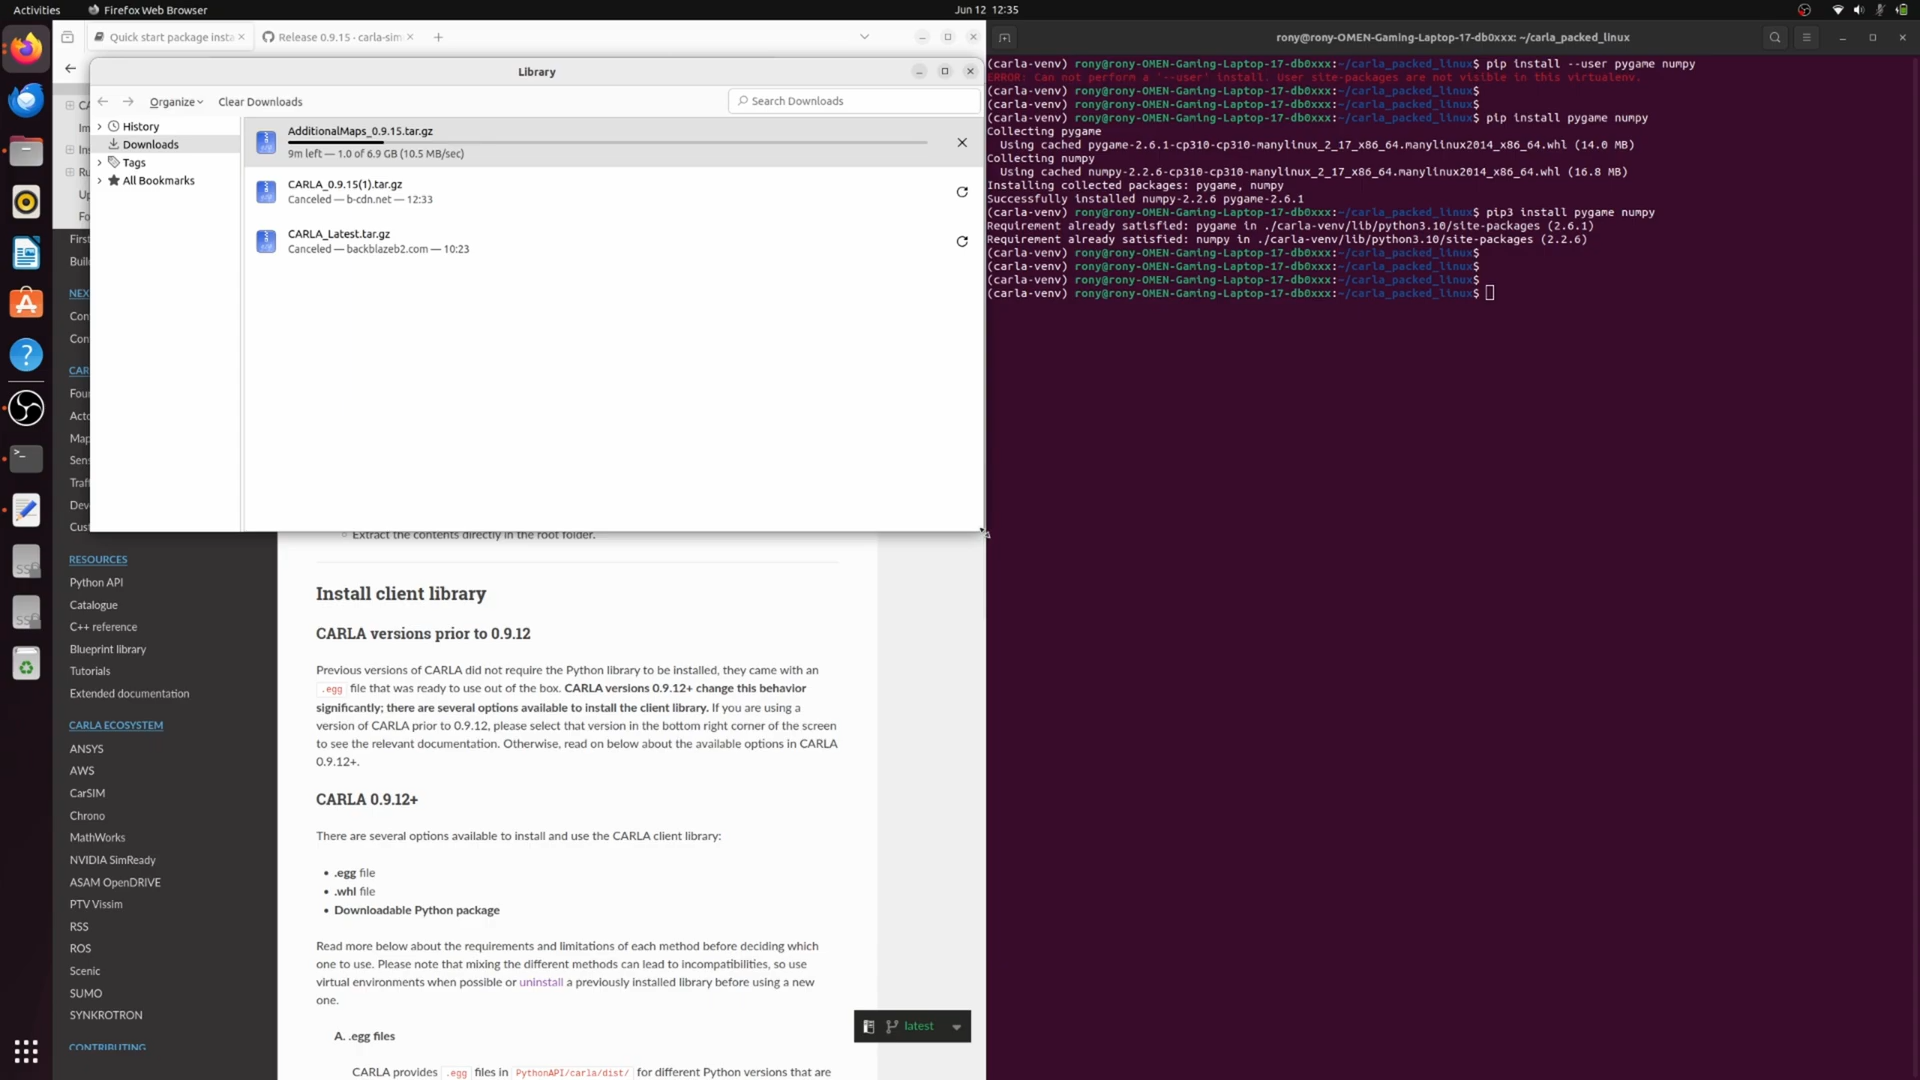 Activities
Firefox Web Browser
Jun 12 12:35
Quick start package insta
Release 0.9.15 · carla-sim
Library
Organize
Clear Downloads
Search Downloads
History
Downloads
Tags
All Bookmarks
AdditionalMaps_0.9.15.tar.gz
9m left — 1.0 of 6.9 GB (10.5 MB/sec)
CARLA_0.9.15(1).tar.gz
Canceled — b-cdn.net — 12:33
CARLA_Latest.tar.gz
Canceled — backblazeb2.com — 10:23
CA
Im
Ins
Ru
Up
Fo
First
Buil
NEX
Con
Con
CAR
Fou
Acto
Map
Sens
Traf
Dev
Cust
RESOURCES
Python API
Catalogue
C++ reference
Blueprint library
Tutorials
Extended documentation
CARLA ECOSYSTEM
ANSYS
AWS
CarSIM
Chrono
MathWorks
NVIDIA SimReady
ASAM OpenDRIVE
PTV Vissim
RSS
ROS
Scenic
SUMO
SYNKROTRON
CONTRIBUTING
Extract the contents directly in the root folder.
Install client library
CARLA versions prior to 0.9.12
Previous versions of CARLA did not require the Python library to be installed, they came with an
.egg file that was ready to use out of the box. CARLA versions 0.9.12+ change this behavior
significantly; there are several options available to install the client library. If you are using a
version of CARLA prior to 0.9.12, please select that version in the bottom right corner of the screen
to see the relevant documentation. Otherwise, read on below about the available options in CARLA
0.9.12+.
CARLA 0.9.12+
There are several options available to install and use the CARLA client library:
• .egg file
• .whl file
• Downloadable Python package
Read more below about the requirements and limitations of each method before deciding which
one to use. Please note that mixing the different methods can lead to incompatibilities, so use
virtual environments when possible or uninstall a previously installed library before using a new
one.
A. .egg files
CARLA provides .egg files in PythonAPI/carla/dist/ for different Python versions that are
latest
rony@rony-OMEN-Gaming-Laptop-17-db0xxx: ~/carla_packed_linux
(carla-venv) rony@rony-OMEN-Gaming-Laptop-17-db0xxx:~/carla_packed_linux$ pip install --user pygame numpy
ERROR: Can not perform a '--user' install. User site-packages are not visible in this virtualenv.
(carla-venv) rony@rony-OMEN-Gaming-Laptop-17-db0xxx:~/carla_packed_linux$
(carla-venv) rony@rony-OMEN-Gaming-Laptop-17-db0xxx:~/carla_packed_linux$
(carla-venv) rony@rony-OMEN-Gaming-Laptop-17-db0xxx:~/carla_packed_linux$ pip install pygame numpy
Collecting pygame
Using cached pygame-2.6.1-cp310-cp310-manylinux_2_17_x86_64.manylinux2014_x86_64.whl (14.0 MB)
Collecting numpy
Using cached numpy-2.2.6-cp310-cp310-manylinux_2_17_x86_64.manylinux2014_x86_64.whl (16.8 MB)
Installing collected packages: pygame, numpy
Successfully installed numpy-2.2.6 pygame-2.6.1
(carla-venv) rony@rony-OMEN-Gaming-Laptop-17-db0xxx:~/carla_packed_linux$ pip3 install pygame numpy
Requirement already satisfied: pygame in ./carla-venv/lib/python3.10/site-packages (2.6.1)
Requirement already satisfied: numpy in ./carla-venv/lib/python3.10/site-packages (2.2.6)
(carla-venv) rony@rony-OMEN-Gaming-Laptop-17-db0xxx:~/carla_packed_linux$
(carla-venv) rony@rony-OMEN-Gaming-Laptop-17-db0xxx:~/carla_packed_linux$
(carla-venv) rony@rony-OMEN-Gaming-Laptop-17-db0xxx:~/carla_packed_linux$
(carla-venv) rony@rony-OMEN-Gaming-Laptop-17-db0xxx:~/carla_packed_linux$